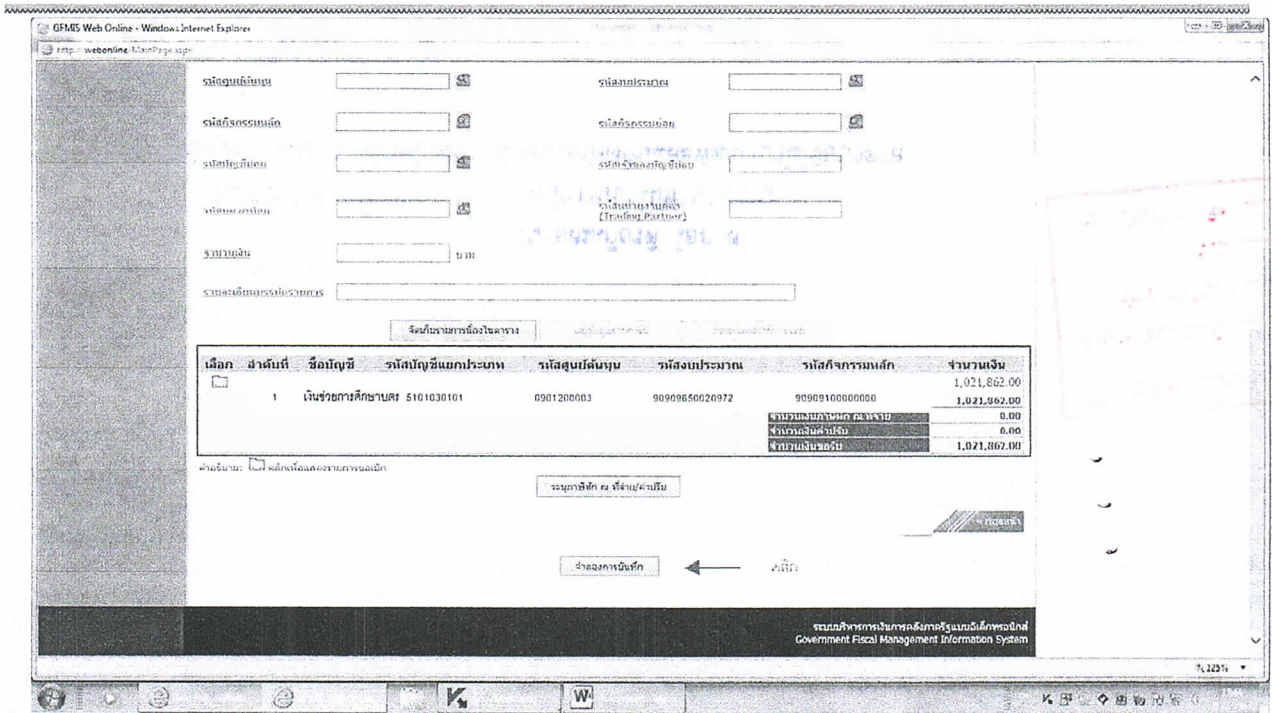 GFMIS Web Online - Windows Internet Explorer
http://webonline/MainPage.aspx
รหัสศูนย์ต้นทุน รหัสงบประมาณ
รหัสกิจกรรมหลัก รหัสกิจกรรมย่อย
รหัสบัญชีย่อย รหัสเจ้าของบัญชีย่อย
(Trading Partner)
จำนวนเงิน บาท
รายละเอียดบรรทัดรายการ
จัดเก็บรายการนี้ลงในตาราง
เลือก ลำดับที่ ชื่อบัญชี รหัสบัญชีแยกประเภท รหัสศูนย์ต้นทุน รหัสงบประมาณ รหัสกิจกรรมหลัก จำนวนเงิน
1,021,862.00
1 เงินช่วยการศึกษาบุตร 5101030101 0901200003 90909650020972 90909100000000 1,021,862.00
จำนวนเงินภาษีหัก ณ ที่จ่าย 0.00
จำนวนเงินค่าปรับ 0.00
จำนวนเงินขอรับ 1,021,862.00
คำอธิบาย: คลิกเพื่อแสดงรายการขอเบิก
ระบุภาษีหัก ณ ที่จ่าย/ค่าปรับ
จำลองการบันทึก คลิก
ระบบบริหารการเงินการคลังภาครัฐแบบอิเล็กทรอนิกส์
Government Fiscal Management Information System
125%